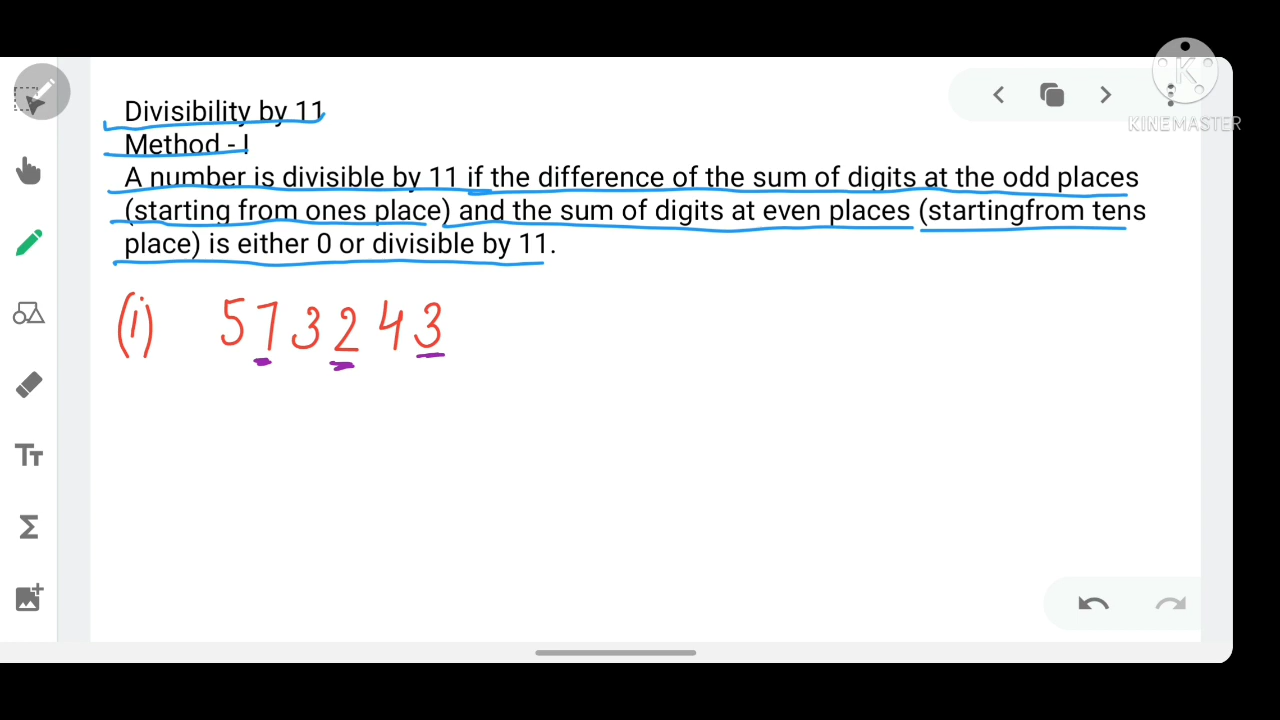 KINEMASTER
Divisibility by 11
Method - I
A number is divisible by 11 if the difference of the sum of digits at the odd places
(starting from ones place) and the sum of digits at even places (startingfrom tens
place) is either 0 or divisible by 11.
(i) 573243